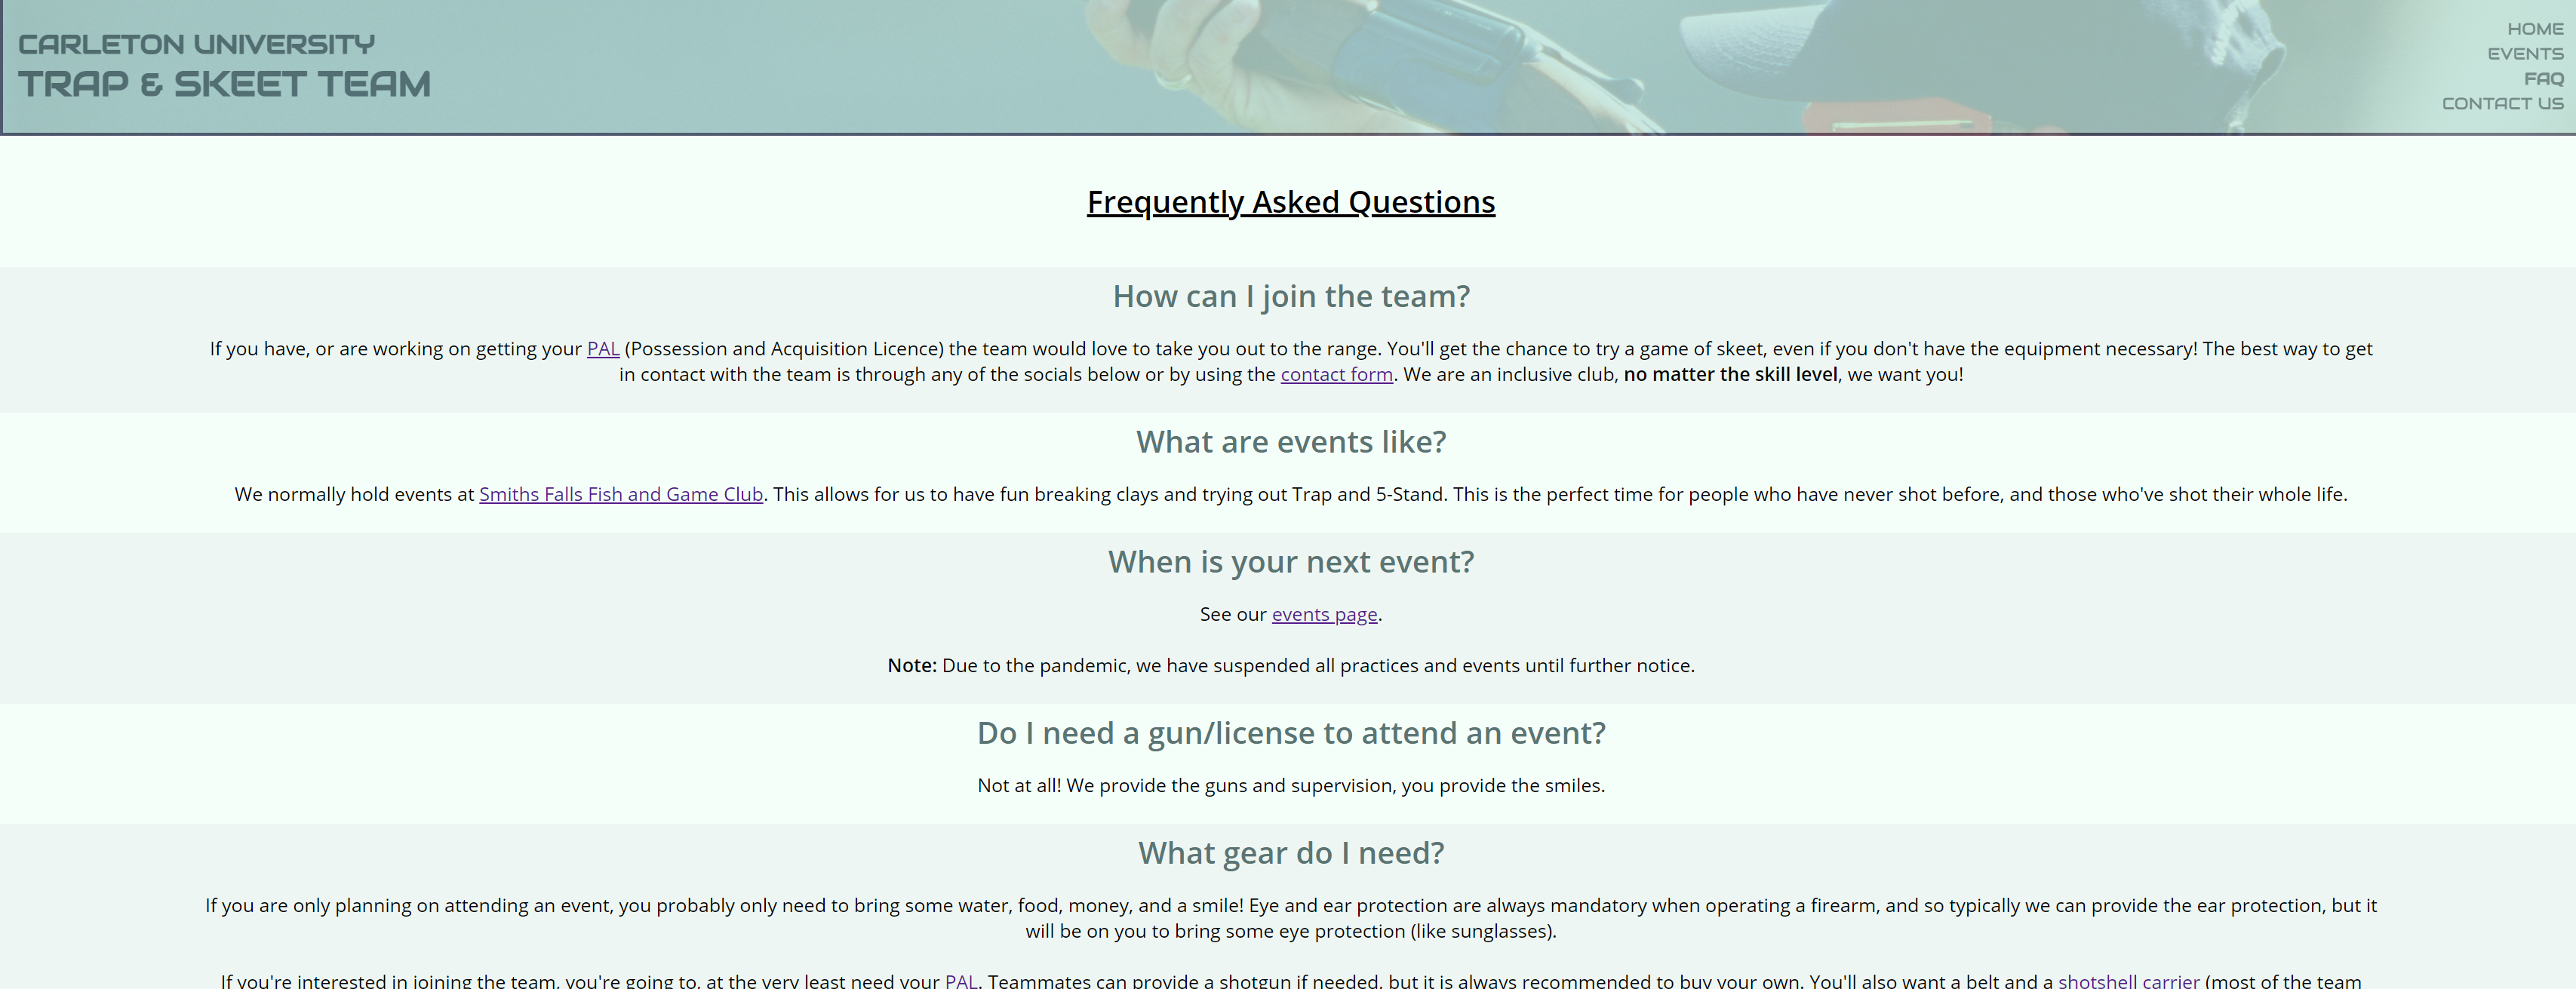 CARLETON UNIVERSITY
TRAP & SKEET TEAM
HOME
EVENTS
FAQ
CONTACT US
Frequently Asked Questions
How can I join the team?
If you have, or are working on getting your PAL (Possession and Acquisition Licence) the team would love to take you out to the range. You'll get the chance to try a game of skeet, even if you don't have the equipment necessary! The best way to get
in contact with the team is through any of the socials below or by using the contact form. We are an inclusive club, no matter the skill level, we want you!
What are events like?
We normally hold events at Smiths Falls Fish and Game Club. This allows for us to have fun breaking clays and trying out Trap and 5-Stand. This is the perfect time for people who have never shot before, and those who've shot their whole life.
When is your next event?
See our events page.
Note: Due to the pandemic, we have suspended all practices and events until further notice.
Do I need a gun/license to attend an event?
Not at all! We provide the guns and supervision, you provide the smiles.
What gear do I need?
If you are only planning on attending an event, you probably only need to bring some water, food, money, and a smile! Eye and ear protection are always mandatory when operating a firearm, and so typically we can provide the ear protection, but it
will be on you to bring some eye protection (like sunglasses).
If you're interested in joining the team, you're going to, at the very least need your PAL. Teammates can provide a shotgun if needed, but it is always recommended to buy your own. You'll also want a belt and a shotshell carrier (most of the team